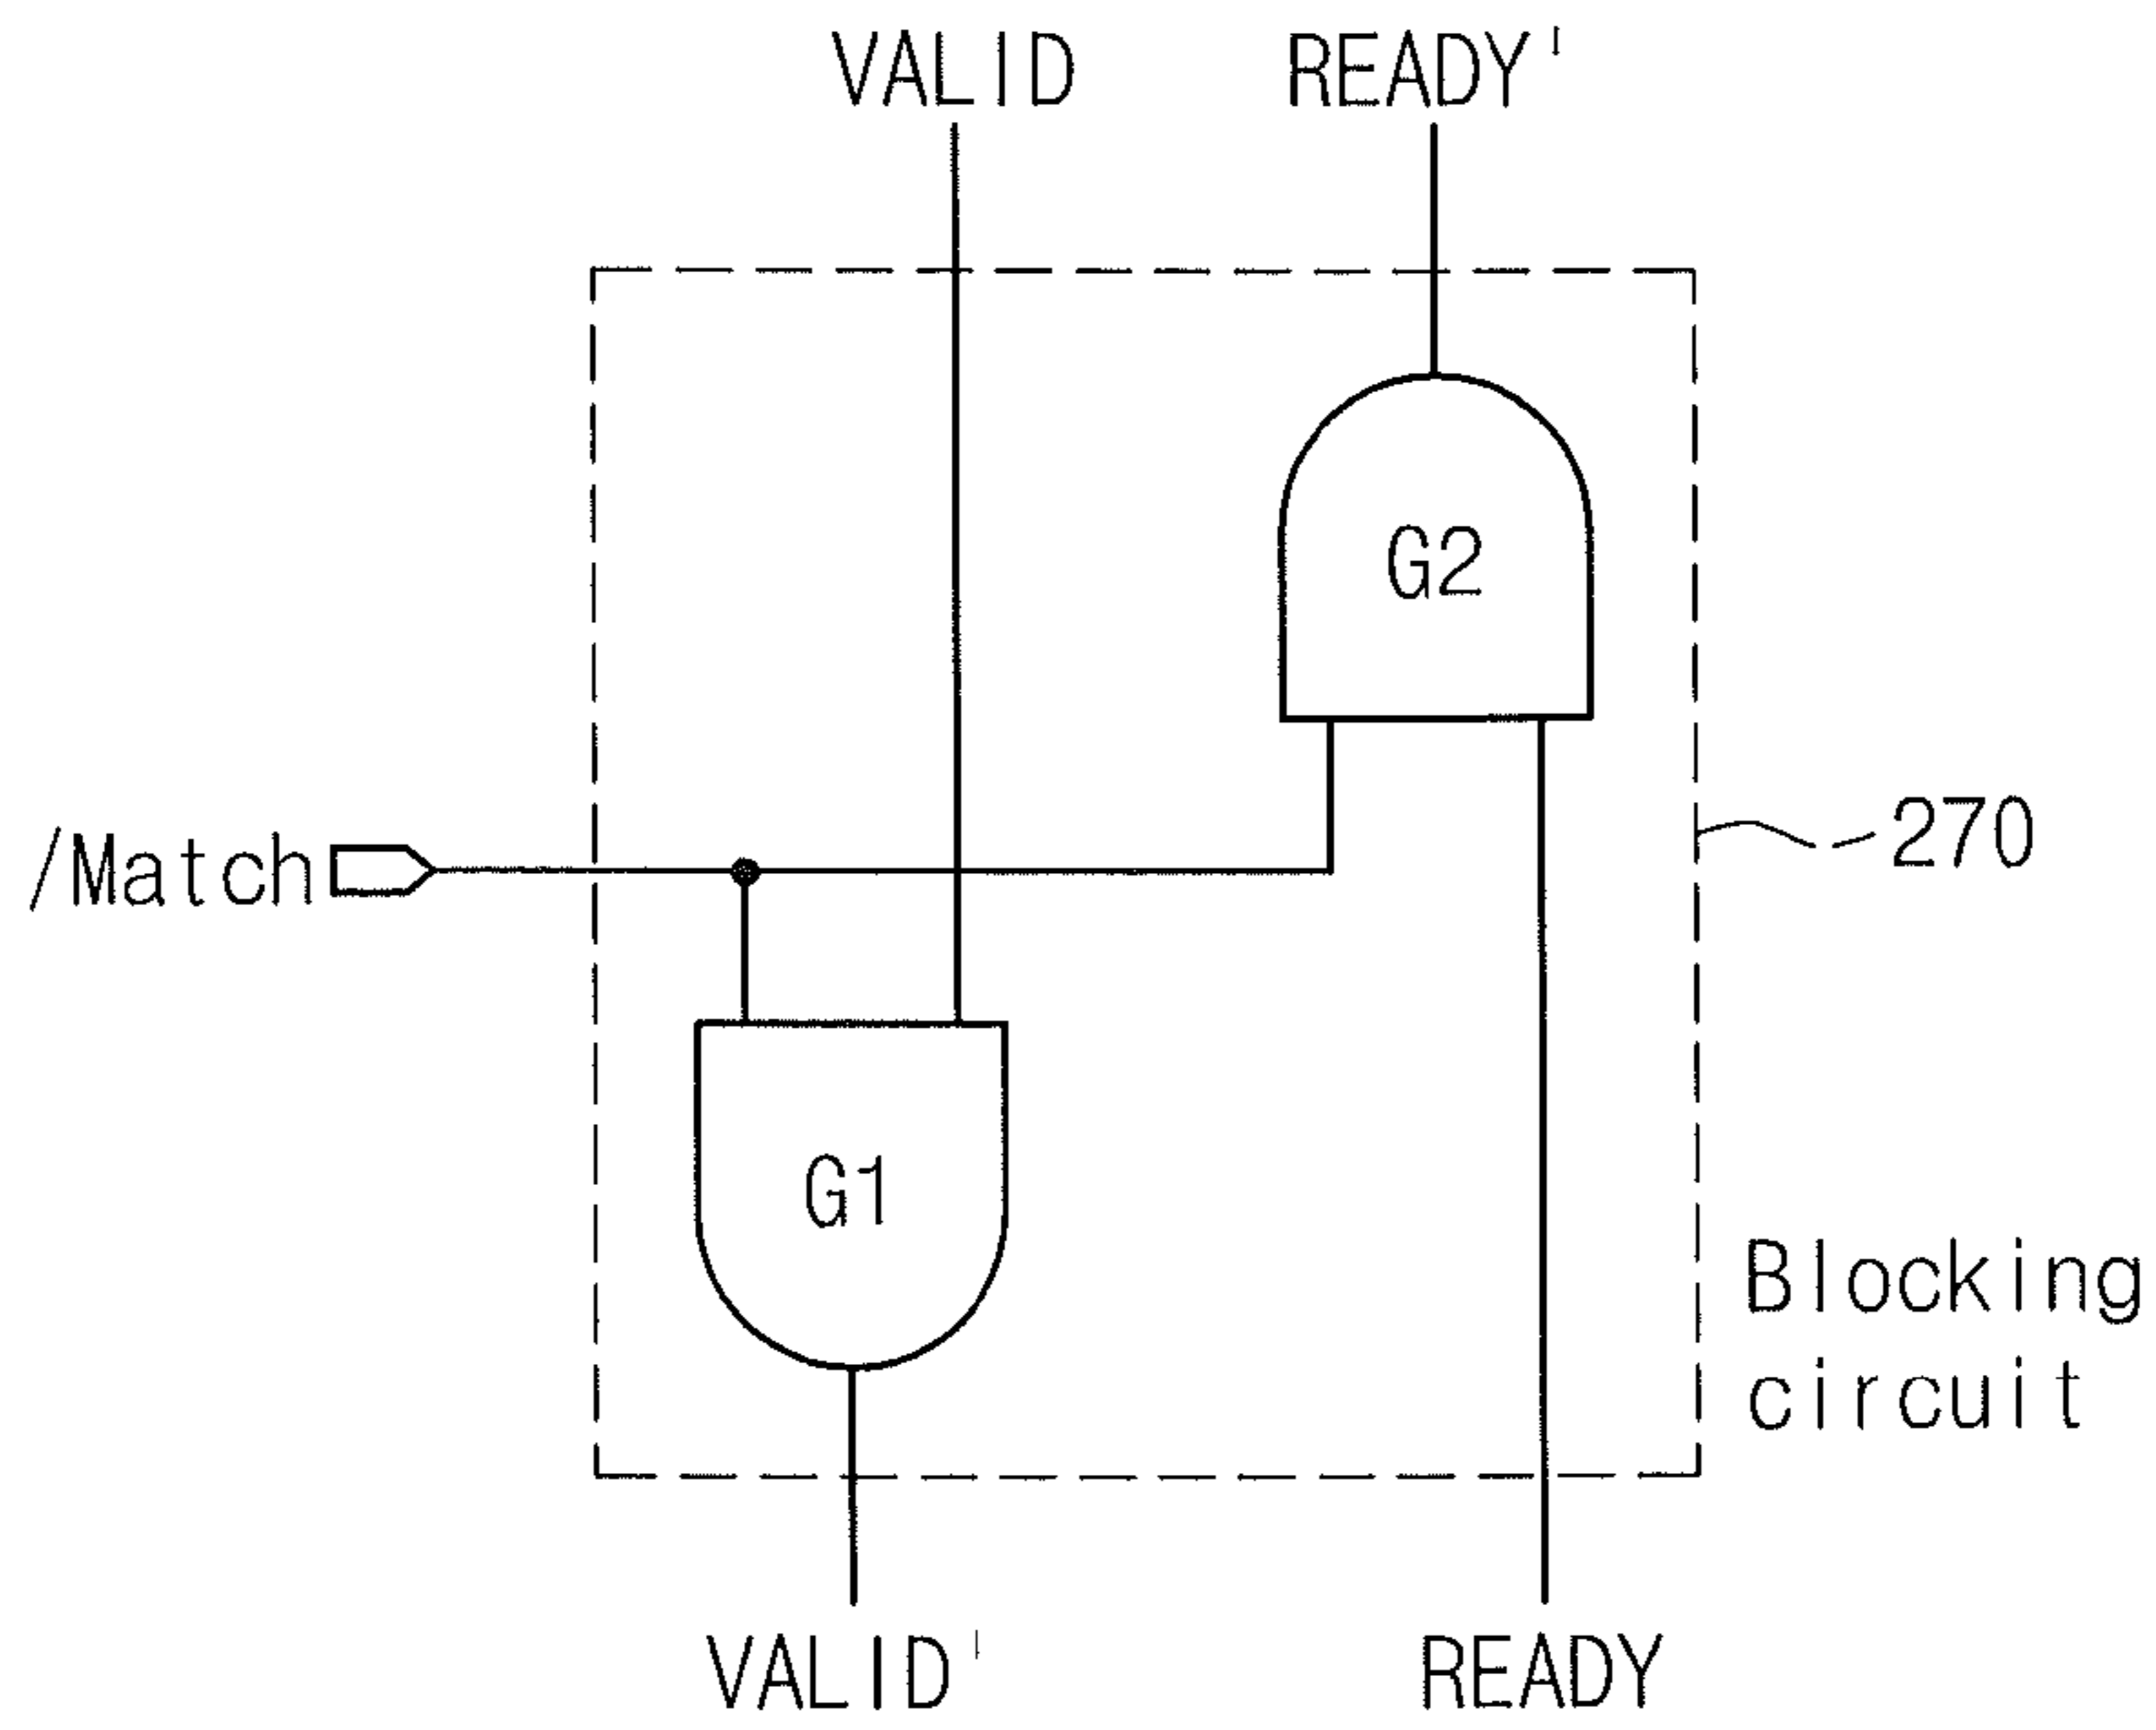 VALID READY'
G2
/Match
270
G1
Blocking
circuit
VALID' READY